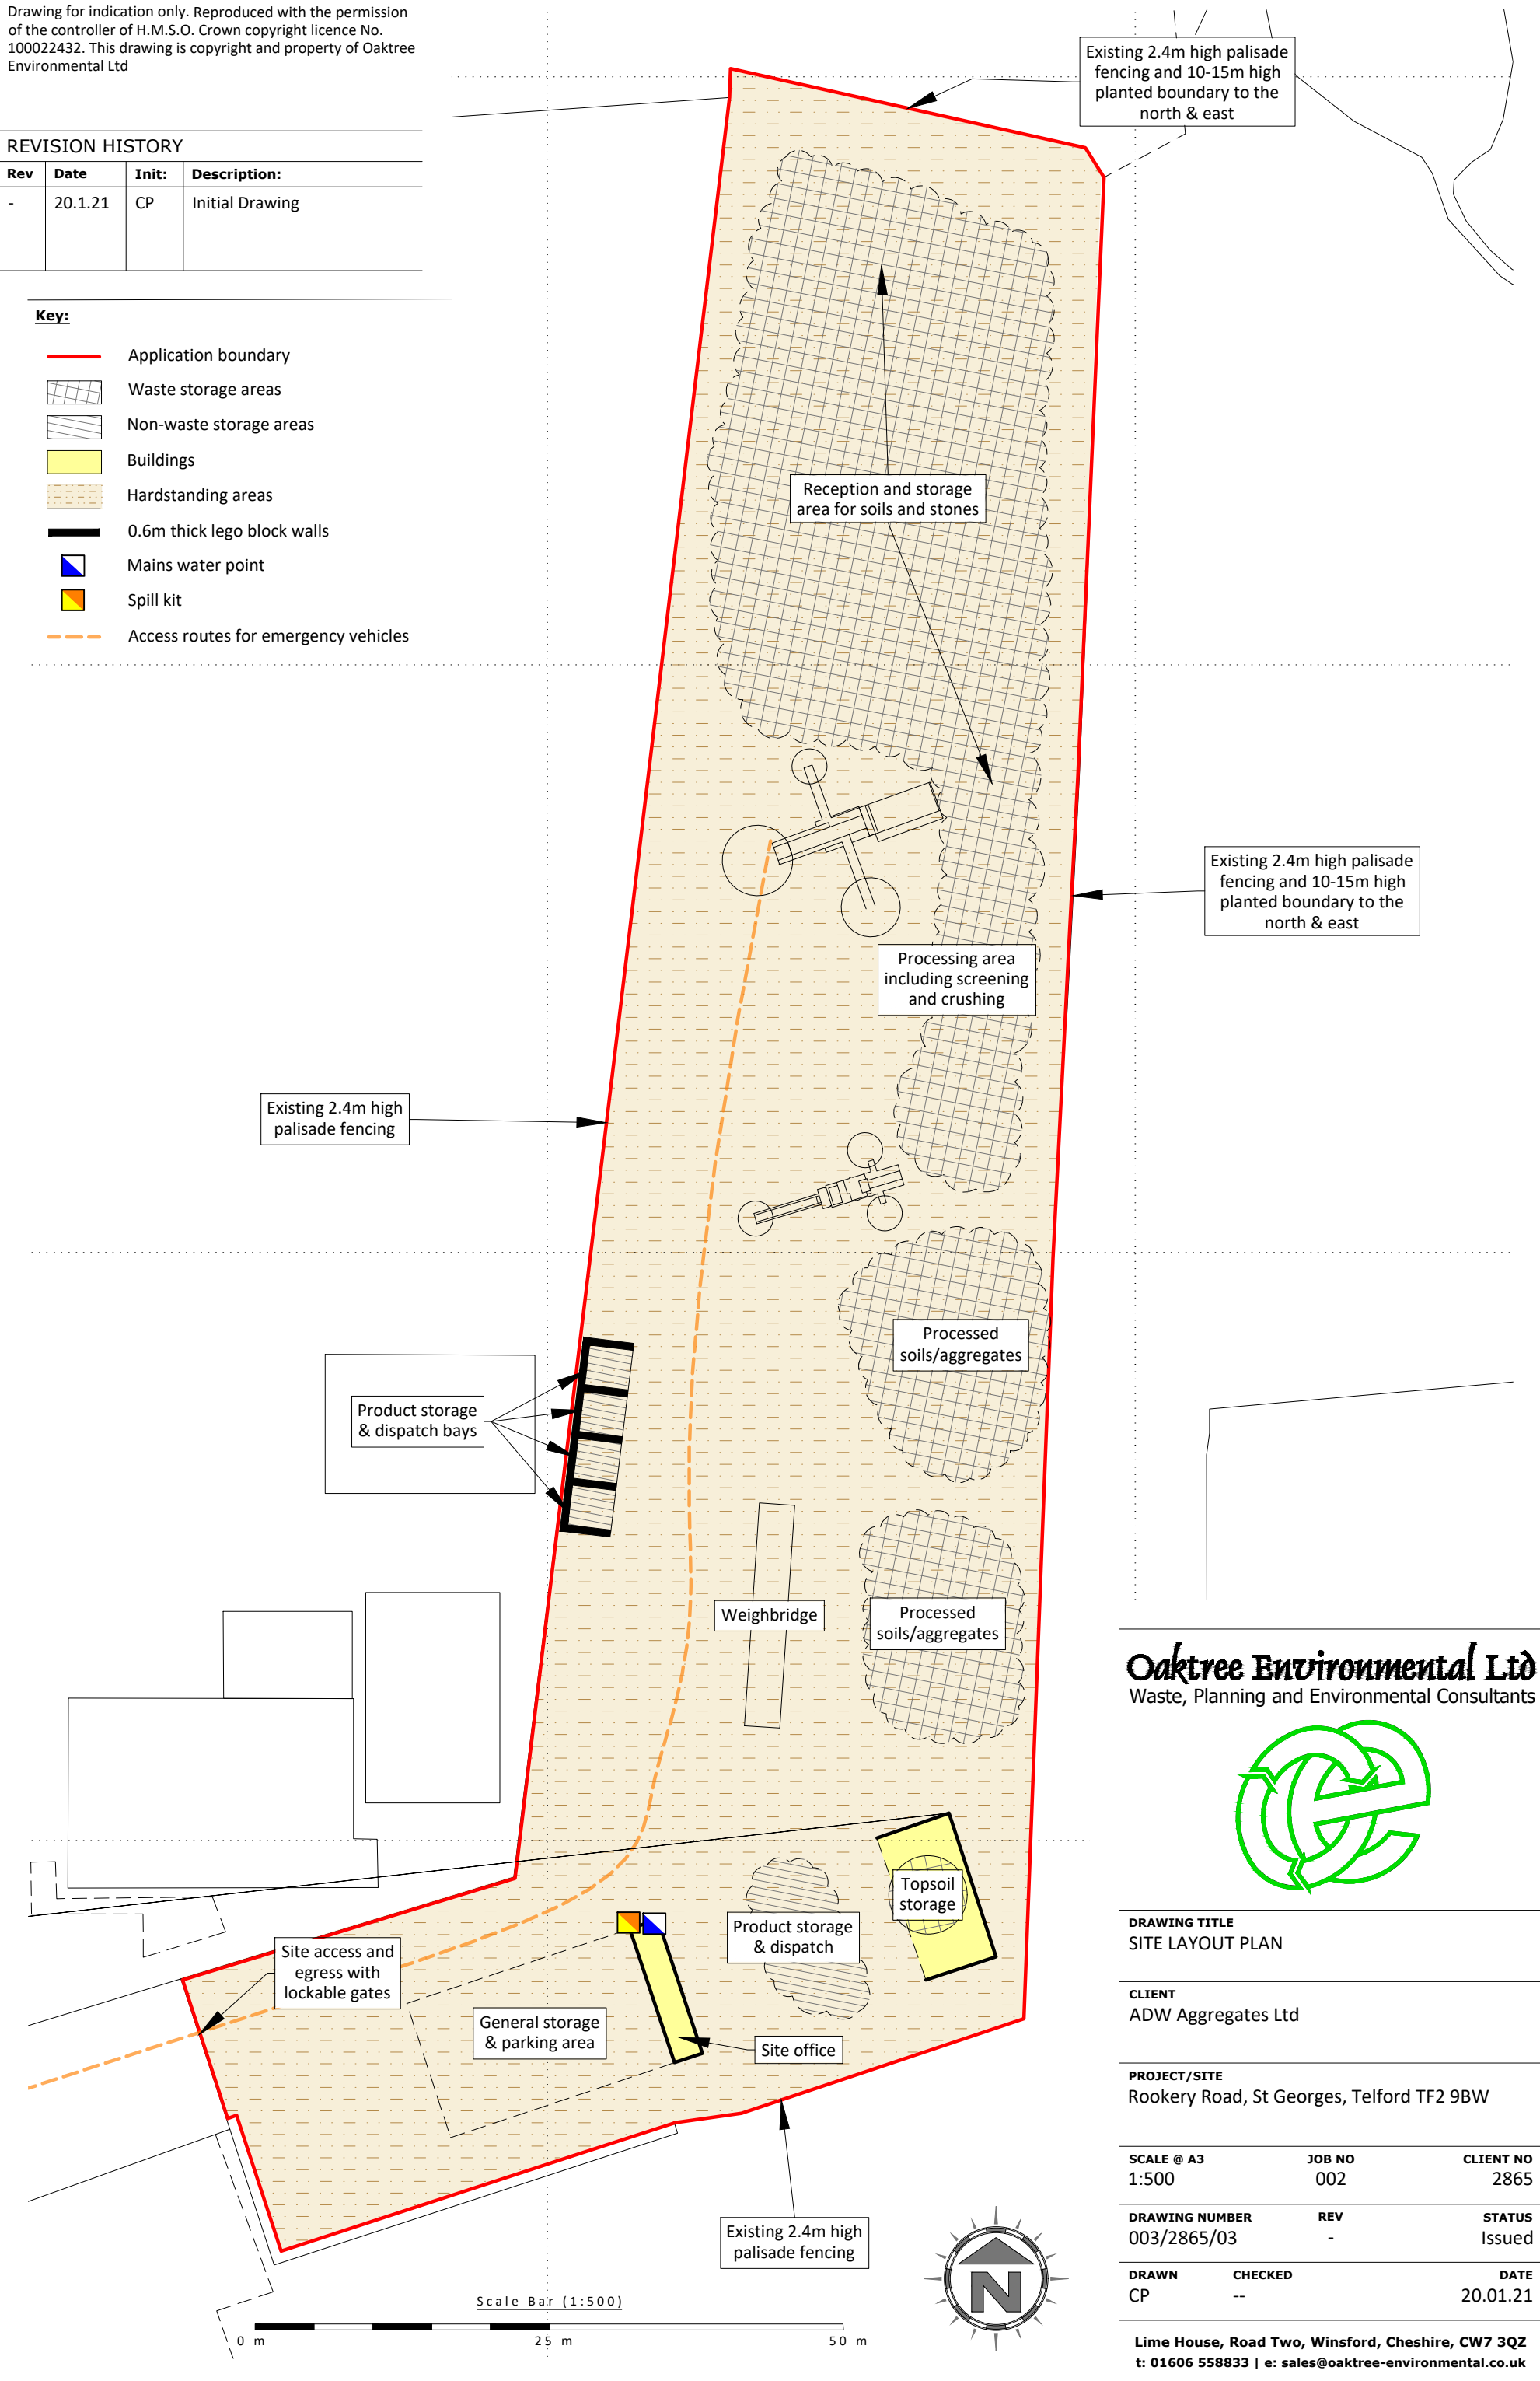 Drawing for indication only. Reproduced with the permission
of the controller of H.M.S.O. Crown copyright licence No.
100022432. This drawing is copyright and property of Oaktree
Environmental Ltd
REVISION HISTORY
Rev Date Init: Description:
- 20.1.21 CP Initial Drawing
Key:
Application boundary
Waste storage areas
Non-waste storage areas
Buildings
Hardstanding areas
0.6m thick lego block walls
Mains water point
Spill kit
Access routes for emergency vehicles
Existing 2.4m high palisade
fencing and 10-15m high
planted boundary to the
north & east
Reception and storage
area for soils and stones
Existing 2.4m high palisade
fencing and 10-15m high
planted boundary to the
north & east
Processing area
including screening
and crushing
Existing 2.4m high
palisade fencing
Processed
soils/aggregates
Product storage
& dispatch bays
Weighbridge
Processed
soils/aggregates
Topsoil
storage
Product storage
& dispatch
Site access and
egress with
lockable gates
General storage
& parking area
Site office
Existing 2.4m high
palisade fencing
Scale Bar (1:500)
0 m 25 m 50 m
N
Oaktree Environmental Ltd
Waste, Planning and Environmental Consultants
DRAWING TITLE
SITE LAYOUT PLAN
CLIENT
ADW Aggregates Ltd
PROJECT/SITE
Rookery Road, St Georges, Telford TF2 9BW
SCALE @ A3 JOB NO CLIENT NO
1:500 002 2865
DRAWING NUMBER REV STATUS
003/2865/03 - Issued
DRAWN CHECKED DATE
CP -- 20.01.21
Lime House, Road Two, Winsford, Cheshire, CW7 3QZ
t: 01606 558833 | e: sales@oaktree-environmental.co.uk